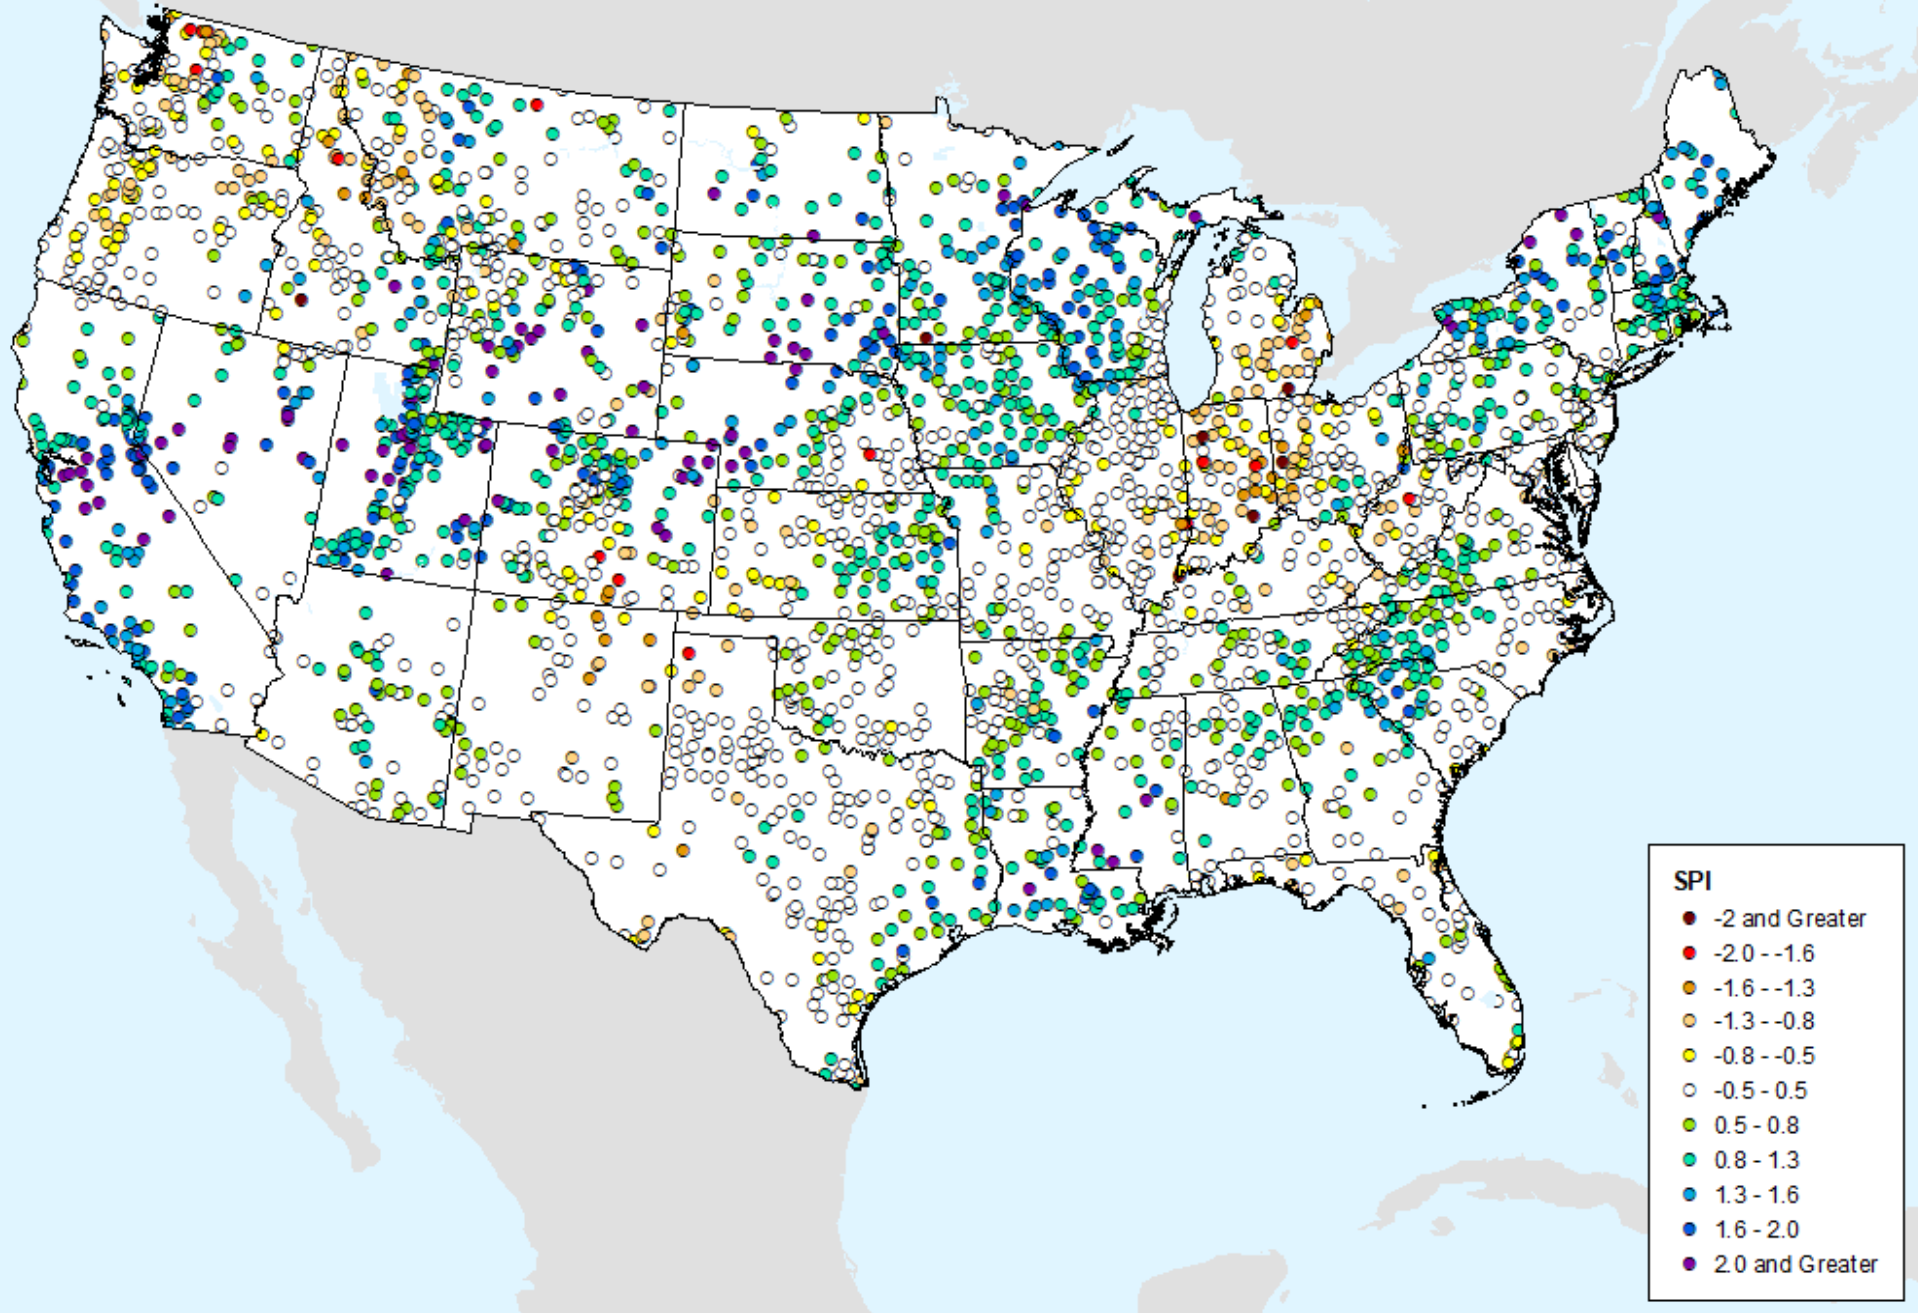 SPI
-2 and Greater
-2.0 - -1.6
-1.6 - -1.3
-1.3 - -0.8
-0.8 - -0.5
-0.5 - 0.5
0.5 - 0.8
0.8 - 1.3
1.3 - 1.6
1.6 - 2.0
2.0 and Greater